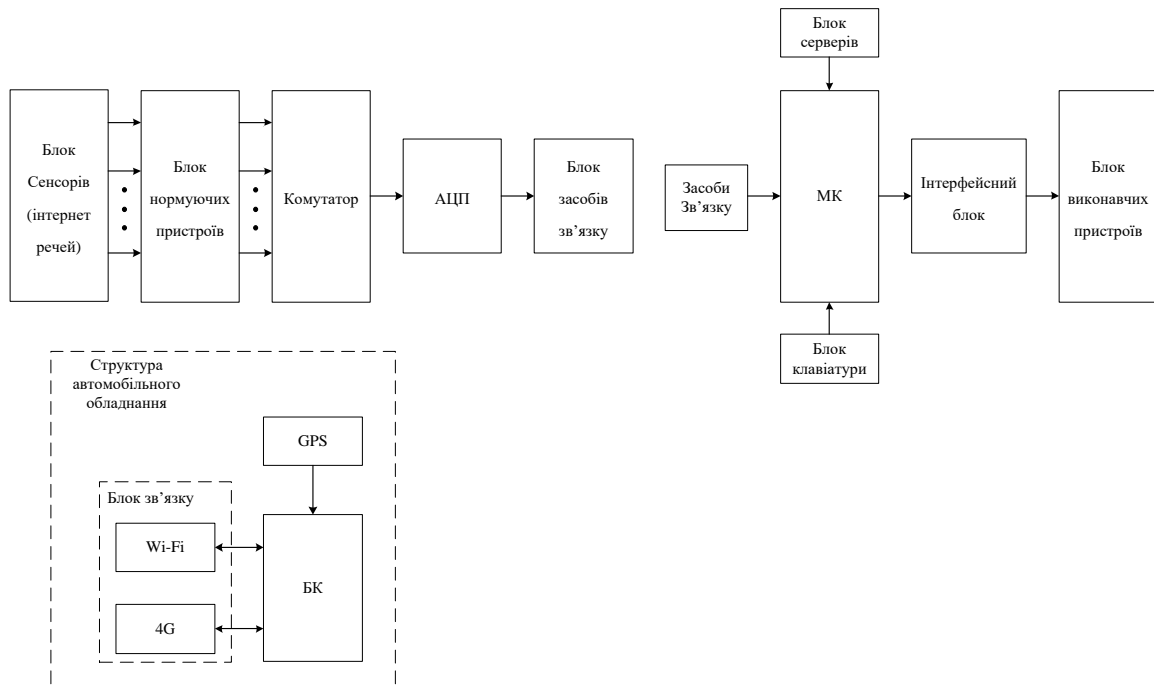 Блок
Сенсорів
(інтернет
речей)
Блок
нормуючих
пристроїв
Комутатор
АЦП
Блок
засобів
зв’язку
Засоби
Зв’язку
Блок
серверів
МК
Блок
клавіатури
Інтерфейсний
блок
Блок
виконавчих
пристроїв
Структура
автомобільного
обладнання
GPS
Блок зв’язку
Wi-Fi
4G
БК